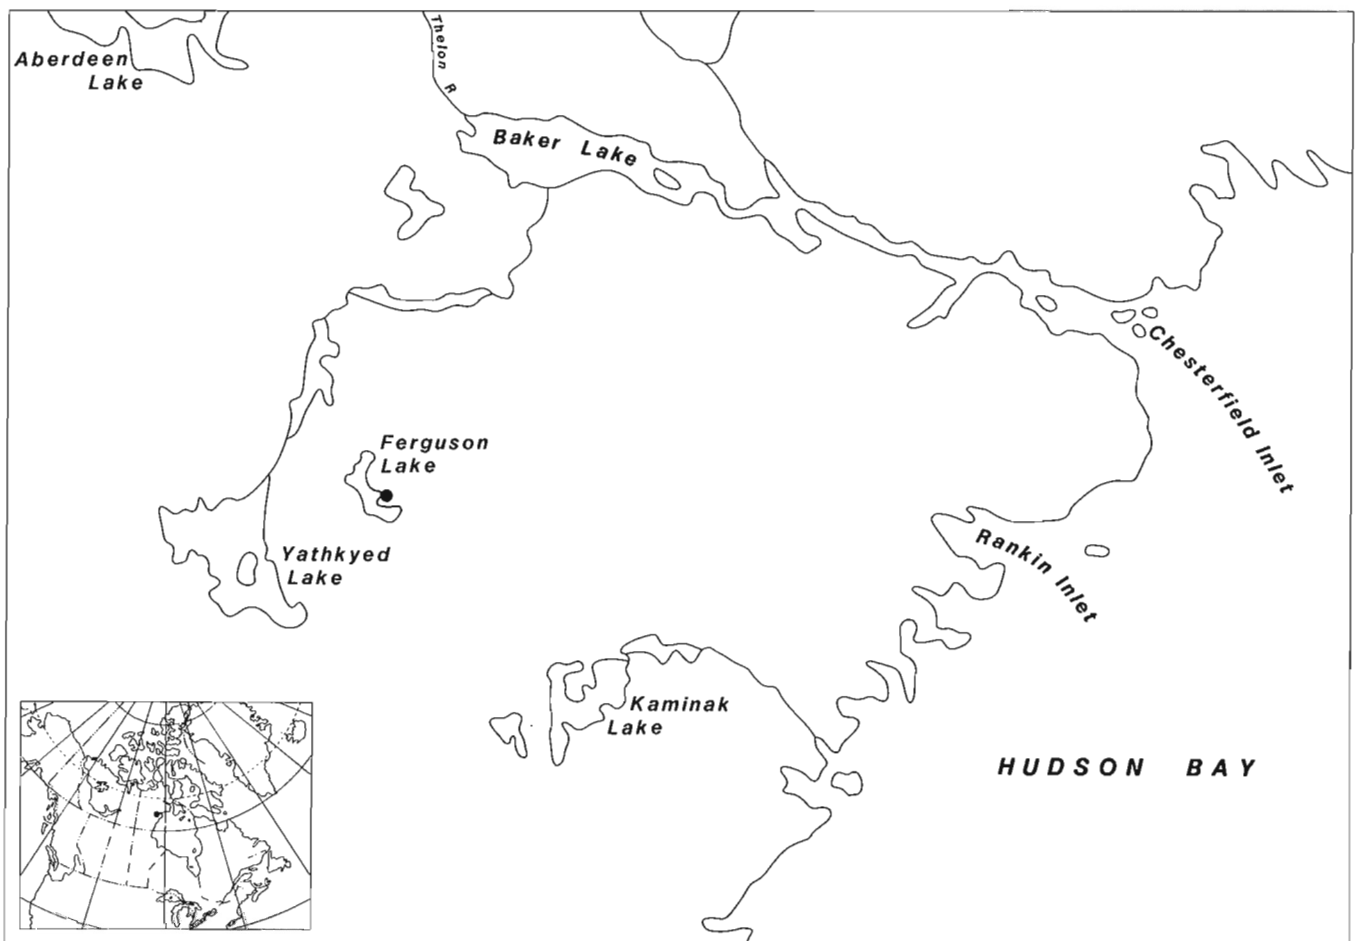 Aberdeen
Lake
Thelon R
Baker Lake
Chesterfield Inlet
Ferguson
Lake
Yathkyed
Lake
Rankin Inlet
Kaminak
Lake
HUDSON BAY